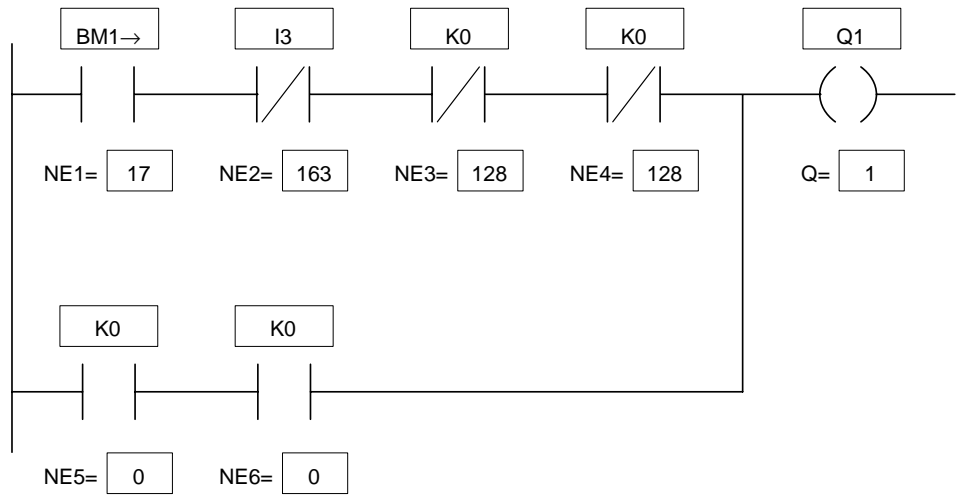 BM1→ I3 K0 K0 Q1
NE1= 17 NE2= 163 NE3= 128 NE4= 128 Q= 1
K0 K0
NE5= 0 NE6= 0